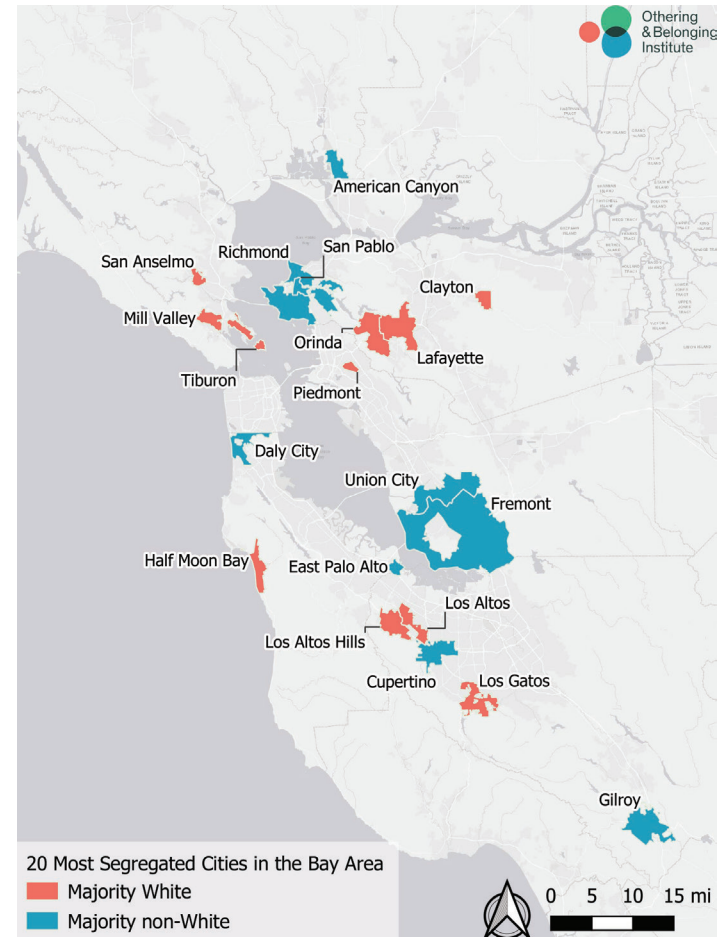 Othering
& Belonging
Institute
American Canyon
Richmond
San Pablo
San Anselmo
Clayton
Mill Valley
Orinda
Lafayette
Tiburon
Piedmont
Daly City
Union City
Fremont
Half Moon Bay
East Palo Alto
Los Altos
Los Altos Hills
Cupertino
Los Gatos
Gilroy
20 Most Segregated Cities in the Bay Area
Majority White
Majority non-White
0 5 10 15 mi